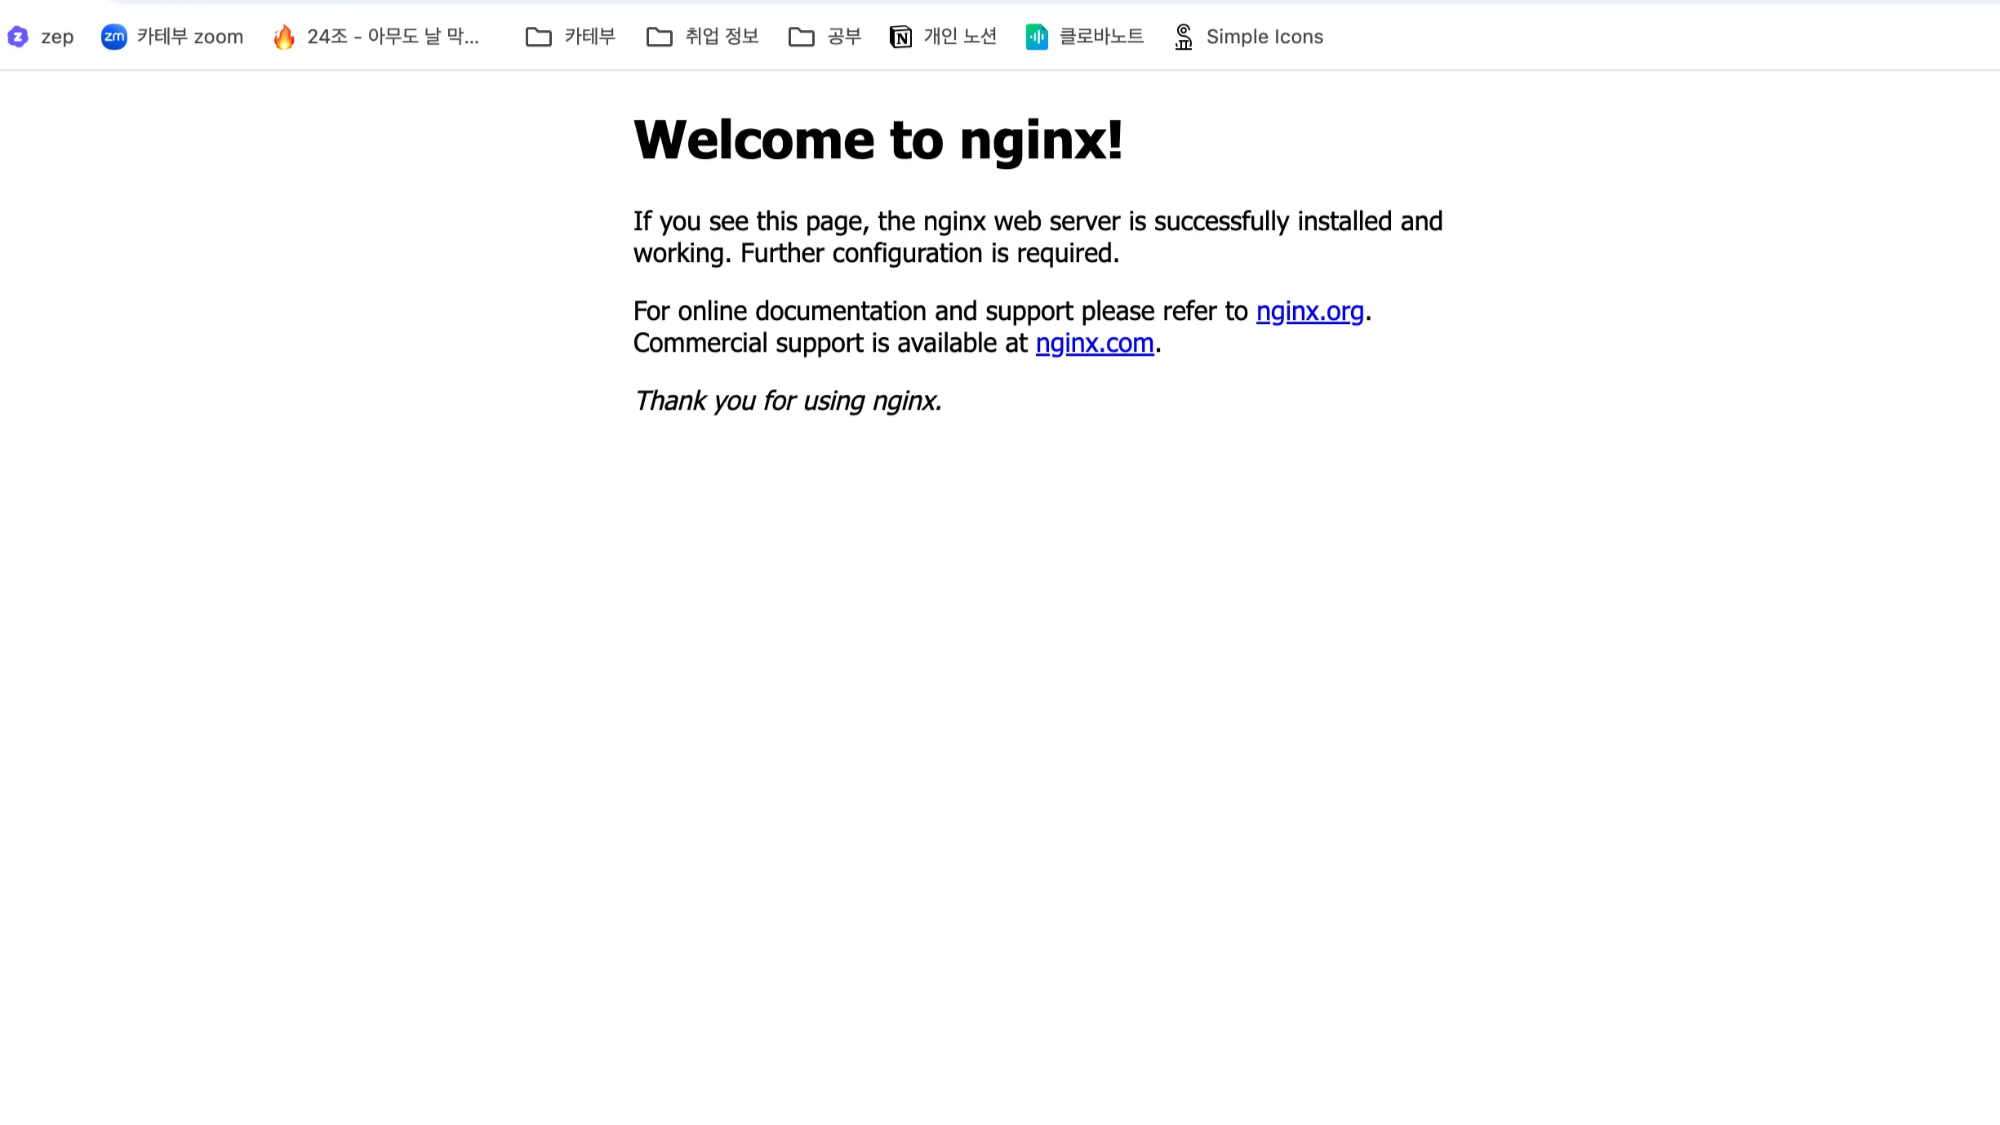 zep zm 카테부 zoom 24조 - 아무도 날 막... 카테부 취업 정보 공부 개인 노션 클로바노트 Simple Icons
Welcome to nginx!
If you see this page, the nginx web server is successfully installed and
working. Further configuration is required.
For online documentation and support please refer to nginx.org.
Commercial support is available at nginx.com.
Thank you for using nginx.